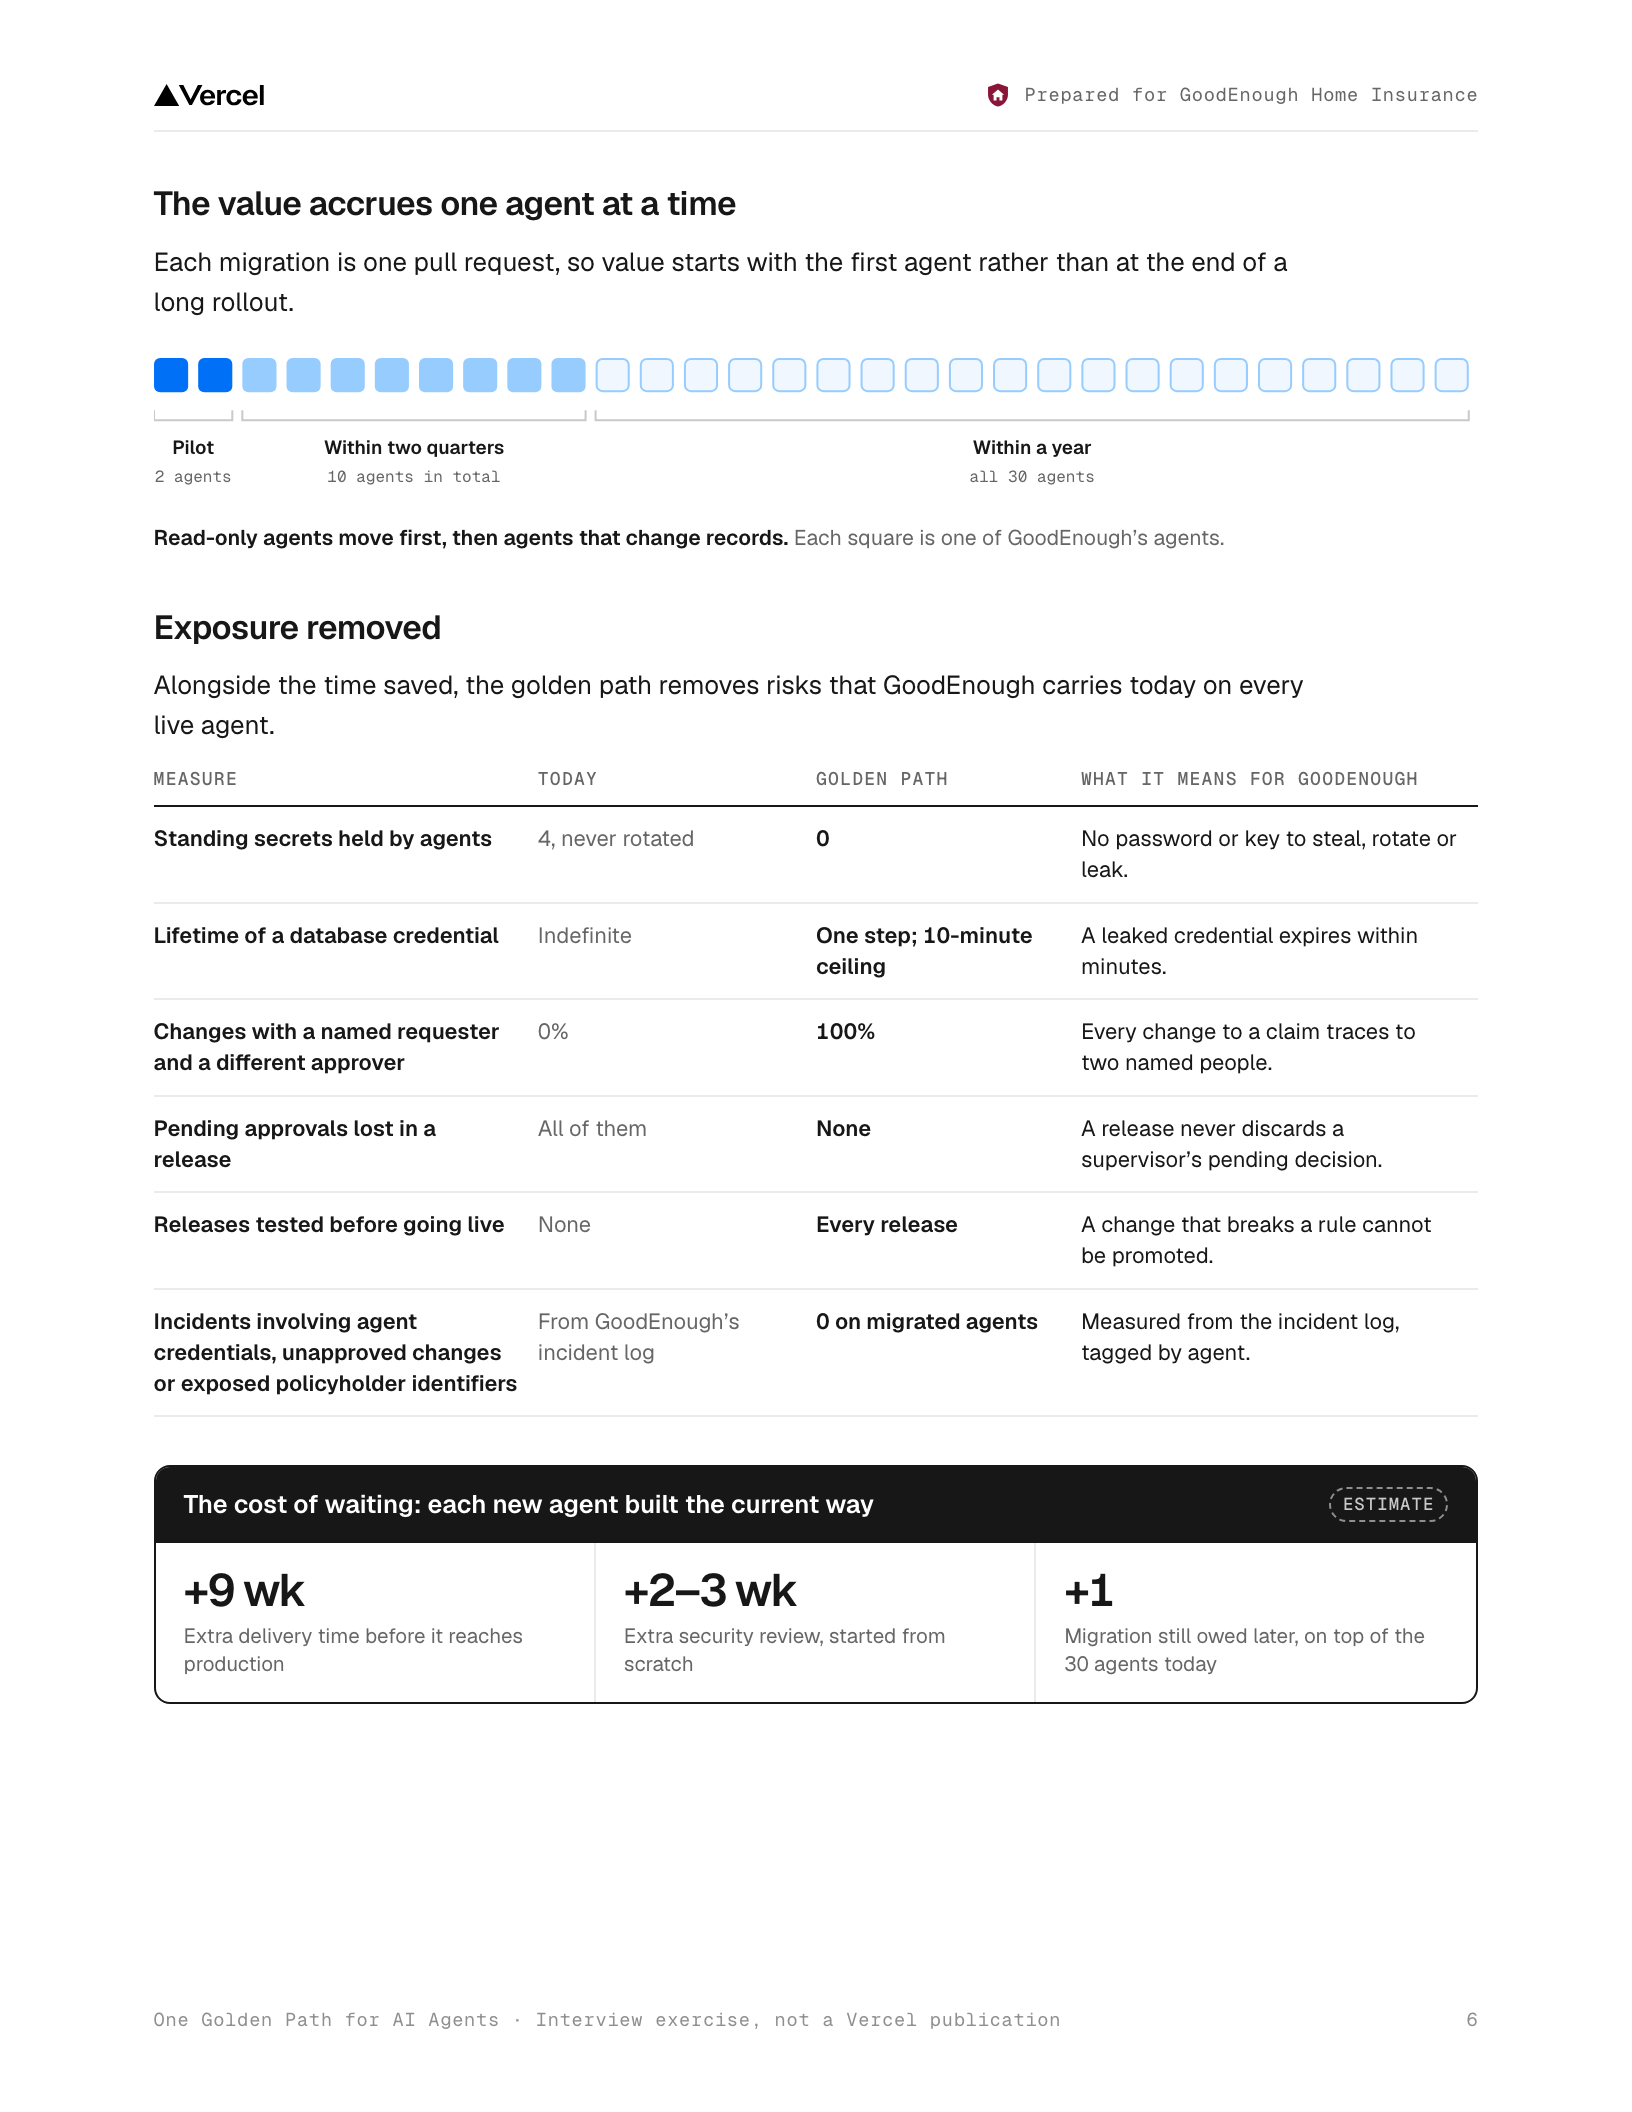 Vercel
Prepared for GoodEnough Home Insurance
The value accrues one agent at a time
Each migration is one pull request, so value starts with the first agent rather than at the end of a
long rollout.
Pilot
2 agents
Within two quarters
10 agents in total
Within a year
all 30 agents
Read-only agents move first, then agents that change records. Each square is one of GoodEnough's agents.
Exposure removed
Alongside the time saved, the golden path removes risks that GoodEnough carries today on every
live agent.
MEASURE TODAY GOLDEN PATH WHAT IT MEANS FOR GOODENOUGH
Standing secrets held by agents 4, never rotated 0 No password or key to steal, rotate or
leak.
Lifetime of a database credential Indefinite One step; 10-minute A leaked credential expires within
ceiling minutes.
Changes with a named requester 0% 100% Every change to a claim traces to
and a different approver two named people.
Pending approvals lost in a All of them None A release never discards a
release supervisor's pending decision.
Releases tested before going live None Every release A change that breaks a rule cannot
be promoted.
Incidents involving agent From GoodEnough's 0 on migrated agents Measured from the incident log,
credentials, unapproved changes incident log tagged by agent.
or exposed policyholder identifiers
The cost of waiting: each new agent built the current way ESTIMATE
+9 wk
Extra delivery time before it reaches
production
+2–3 wk
Extra security review, started from
scratch
+1
Migration still owed later, on top of the
30 agents today
One Golden Path for AI Agents · Interview exercise, not a Vercel publication 6